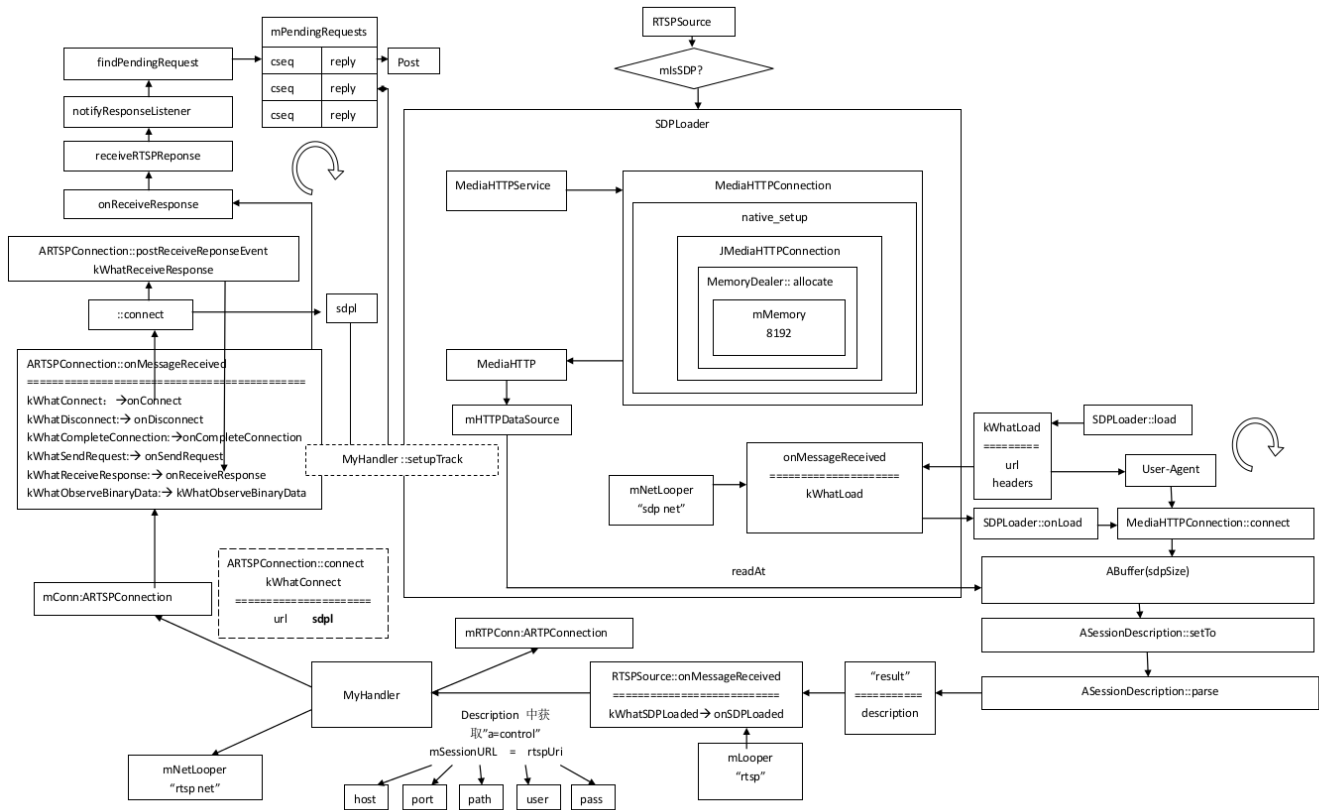 mPendingRequests
cseq reply
cseq reply
cseq reply
Post
findPendingRequest
notifyResponseListener
receiveRTSPReponse
onReceiveResponse
ARTSPConnection::postReceiveReponseEvent
kWhatReceiveResponse
::connect
sdpl
ARTSPConnection::onMessageReceived
============================================
kWhatConnect：→onConnect
kWhatDisconnect:→ onDisconnect
kWhatCompleteConnection:→onCompleteConnection
kWhatSendRequest:→ onSendRequest
kWhatReceiveResponse:→ onReceiveResponse
kWhatObserveBinaryData:→ kWhatObserveBinaryData
MyHandler ::setupTrack
mConn:ARTSPConnection
ARTSPConnection::connect
kWhatConnect
======================
url sdpl
mRTPConn:ARTPConnection
MyHandler
mNetLooper
“rtsp net”
RTSPSource
mIsSDP?
SDPLoader
MediaHTTPService
MediaHTTPConnection
native_setup
JMediaHTTPConnection
MemoryDealer:: allocate
mMemory
8192
MediaHTTP
mHTTPDataSource
mNetLooper
“sdp net”
onMessageReceived
====================
kWhatLoad
readAt
kWhatLoad
=========
url
headers
SDPLoader::load
User-Agent
SDPLoader::onLoad
MediaHTTPConnection::connect
ABuffer(sdpSize)
ASessionDescription::setTo
ASessionDescription::parse
“result”
===========
description
RTSPSource::onMessageReceived
===========================
kWhatSDPLoaded→ onSDPLoaded
mLooper
“rtsp”
Description 中获
取”a=control”
mSessionURL = rtspUri
host
port
path
user
pass